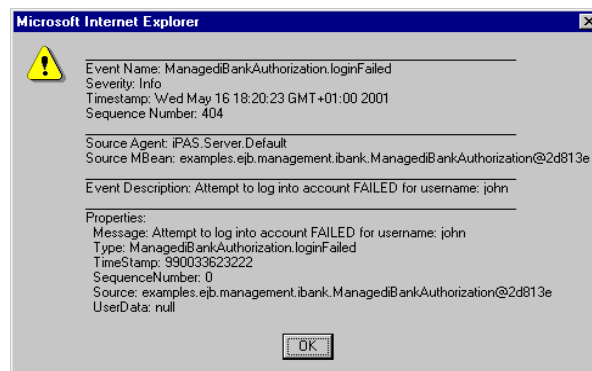 Microsoft Internet Explorer
Event Name: ManagediBankAuthorization.loginFailed
Severity: Info
Timestamp: Wed May 16 18:20:23 GMT+01:00 2001
Sequence Number: 404
Source Agent: iPAS.Server.Default
Source MBean: examples.ejb.management.ibank.ManagediBankAuthorization@2d813e
Event Description: Attempt to log into account FAILED for username: john
Properties:
Message: Attempt to log into account FAILED for username: john
Type: ManagediBankAuthorization.loginFailed
TimeStamp: 990033623222
SequenceNumber: 0
Source: examples.ejb.management.ibank.ManagediBankAuthorization@2d813e
UserData: null
OK